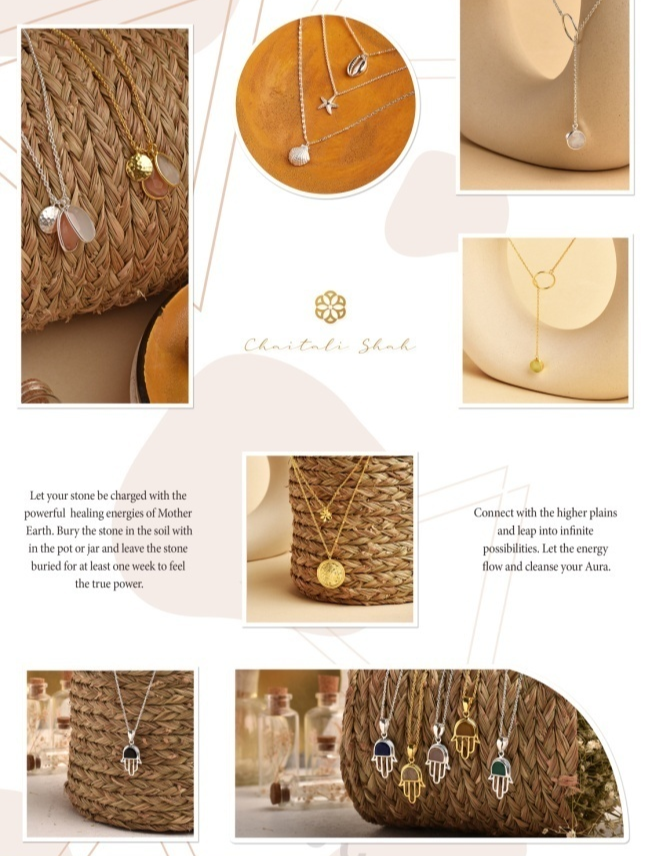 Chaitali Shah
Let your stone be charged with the
powerful healing energies of Mother
Earth. Bury the stone in the soil with
in the pot or jar and leave the stone
buried for at least one week to feel
the true power.
Connect with the higher plains
and leap into infinite
possibilities. Let the energy
flow and cleanse your Aura.